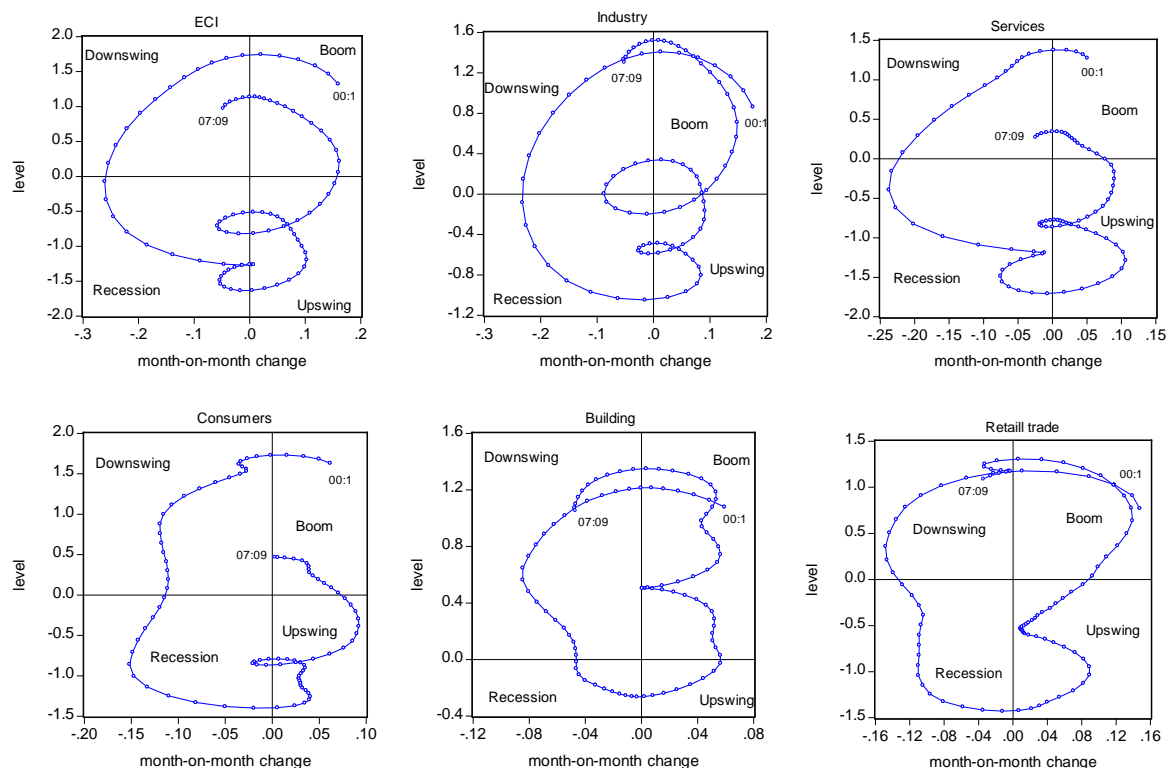 ECI
2.0
1.5
1.0
0.5
0.0
-0.5
-1.0
-1.5
-2.0
level
Downswing
Boom
00:1
07:09
Recession
Upswing
-.3 -.2 -.1 .0 .1 .2
month-on-month change
Industry
1.6
1.2
0.8
0.4
0.0
-0.4
-0.8
-1.2
level
07:09
Downswing
00:1
Boom
Upswing
Recession
-.3 -.2 -.1 .0 .1 .2
month-on-month change
Services
1.5
1.0
0.5
0.0
-0.5
-1.0
-1.5
-2.0
level
Downswing
00:1
Boom
07:09
Upswing
Recession
-.25 -.20 -.15 -.10 -.05 .00 .05 .10 .15
month-on-month change
Consumers
2.0
1.5
1.0
0.5
0.0
-0.5
-1.0
-1.5
level
Downswing
00:1
Boom
07:09
Upswing
Recession
-.20 -.15 -.10 -.05 .00 .05 .10
month-on-month change
Building
1.6
1.2
0.8
0.4
0.0
-0.4
level
Downswing
Boom
07:09
00:1
Recession
Upswing
-.12 -.08 -.04 .00 .04 .08
month-on-month change
Retaill trade
1.5
1.0
0.5
0.0
-0.5
-1.0
-1.5
level
07:09
00:1
Downswing
Boom
Upswing
Recession
-.16 -.12 -.08 -.04 .00 .04 .08 .12 .16
month-on-month change